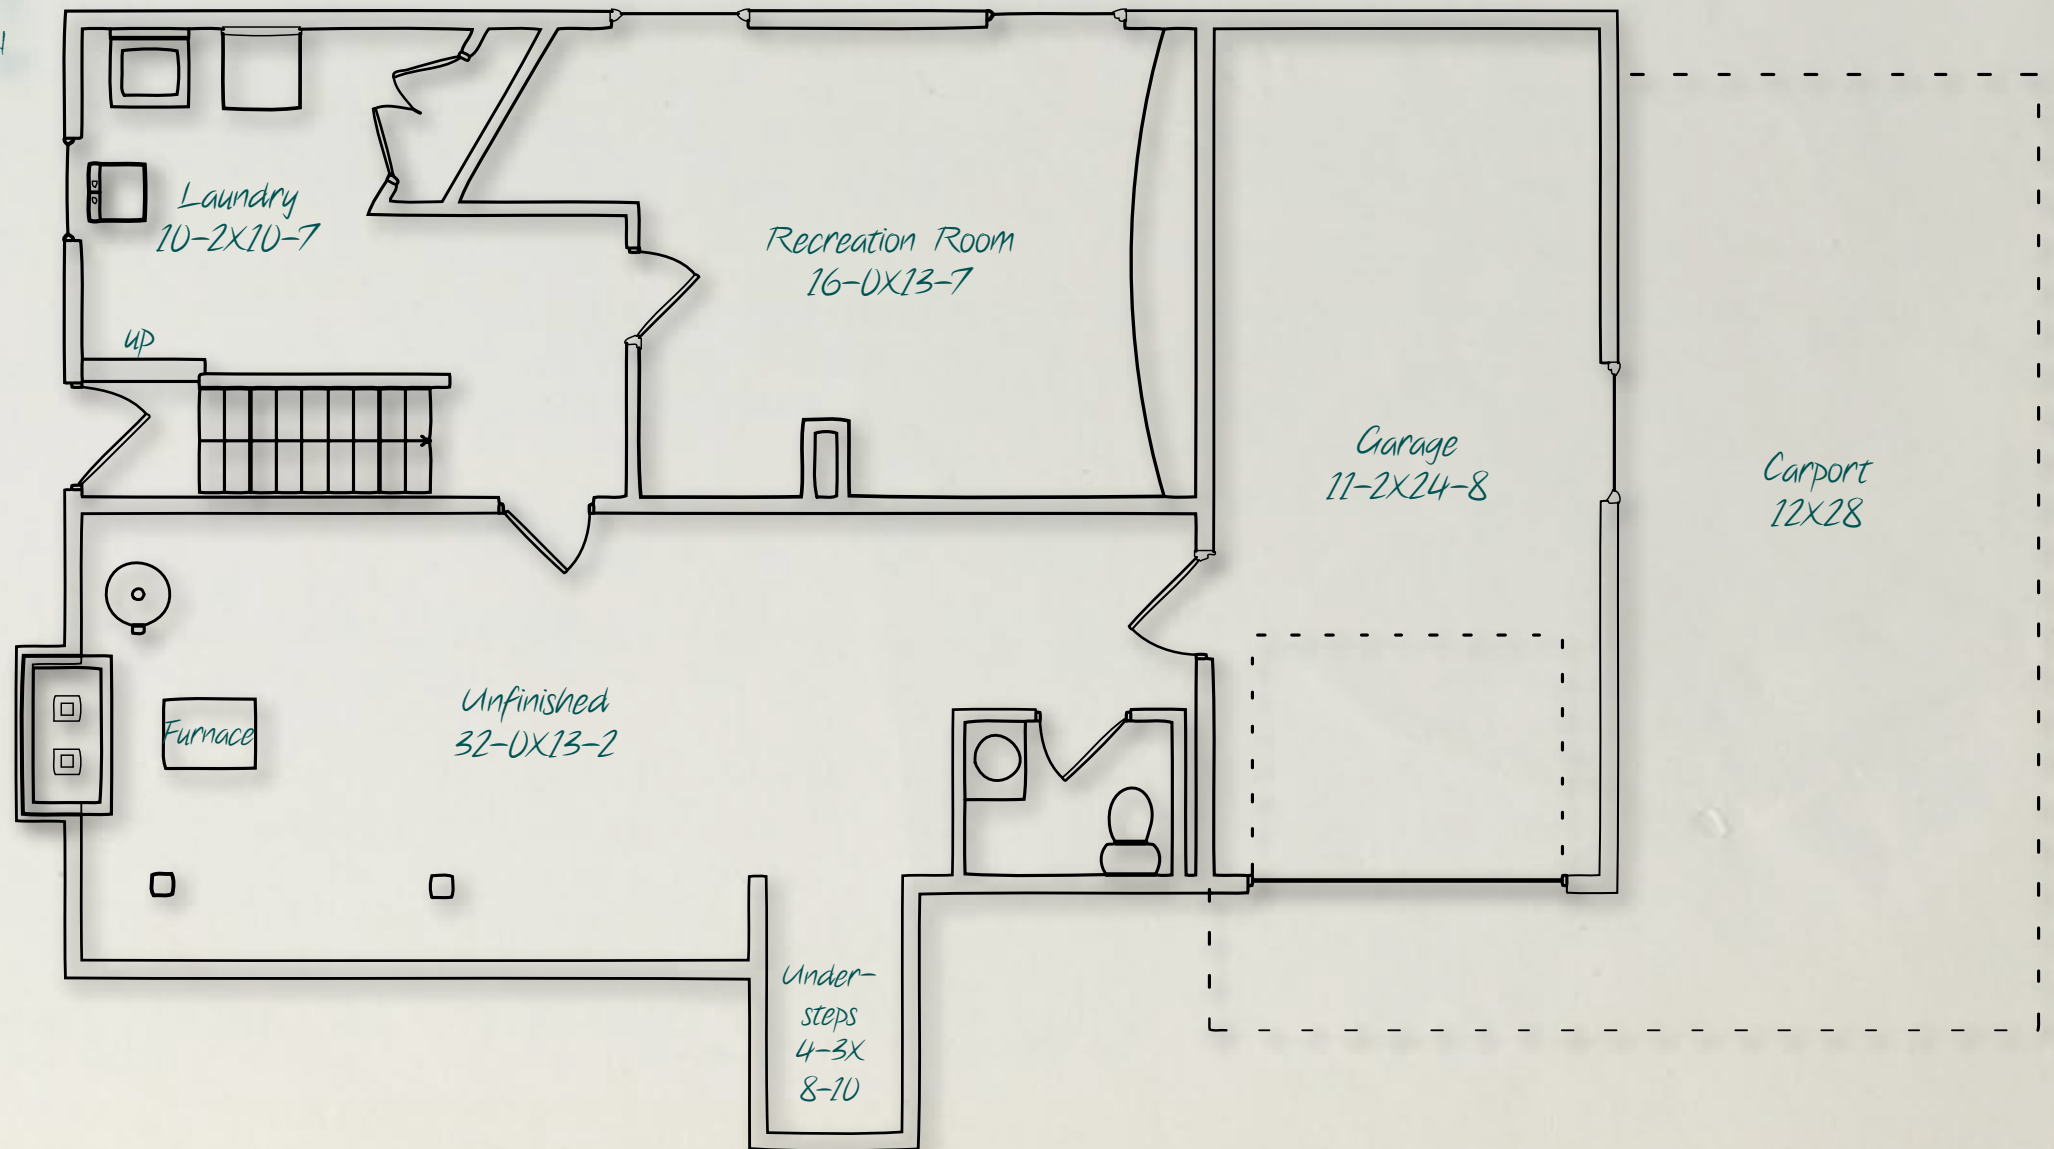 Laundry
10-2X10-7
Recreation Room
16-0X13-7
up
Garage
11-2X24-8
Carport
12X28
Unfinished
32-0X13-2
Furnace
Under-
steps
4-3X
8-10